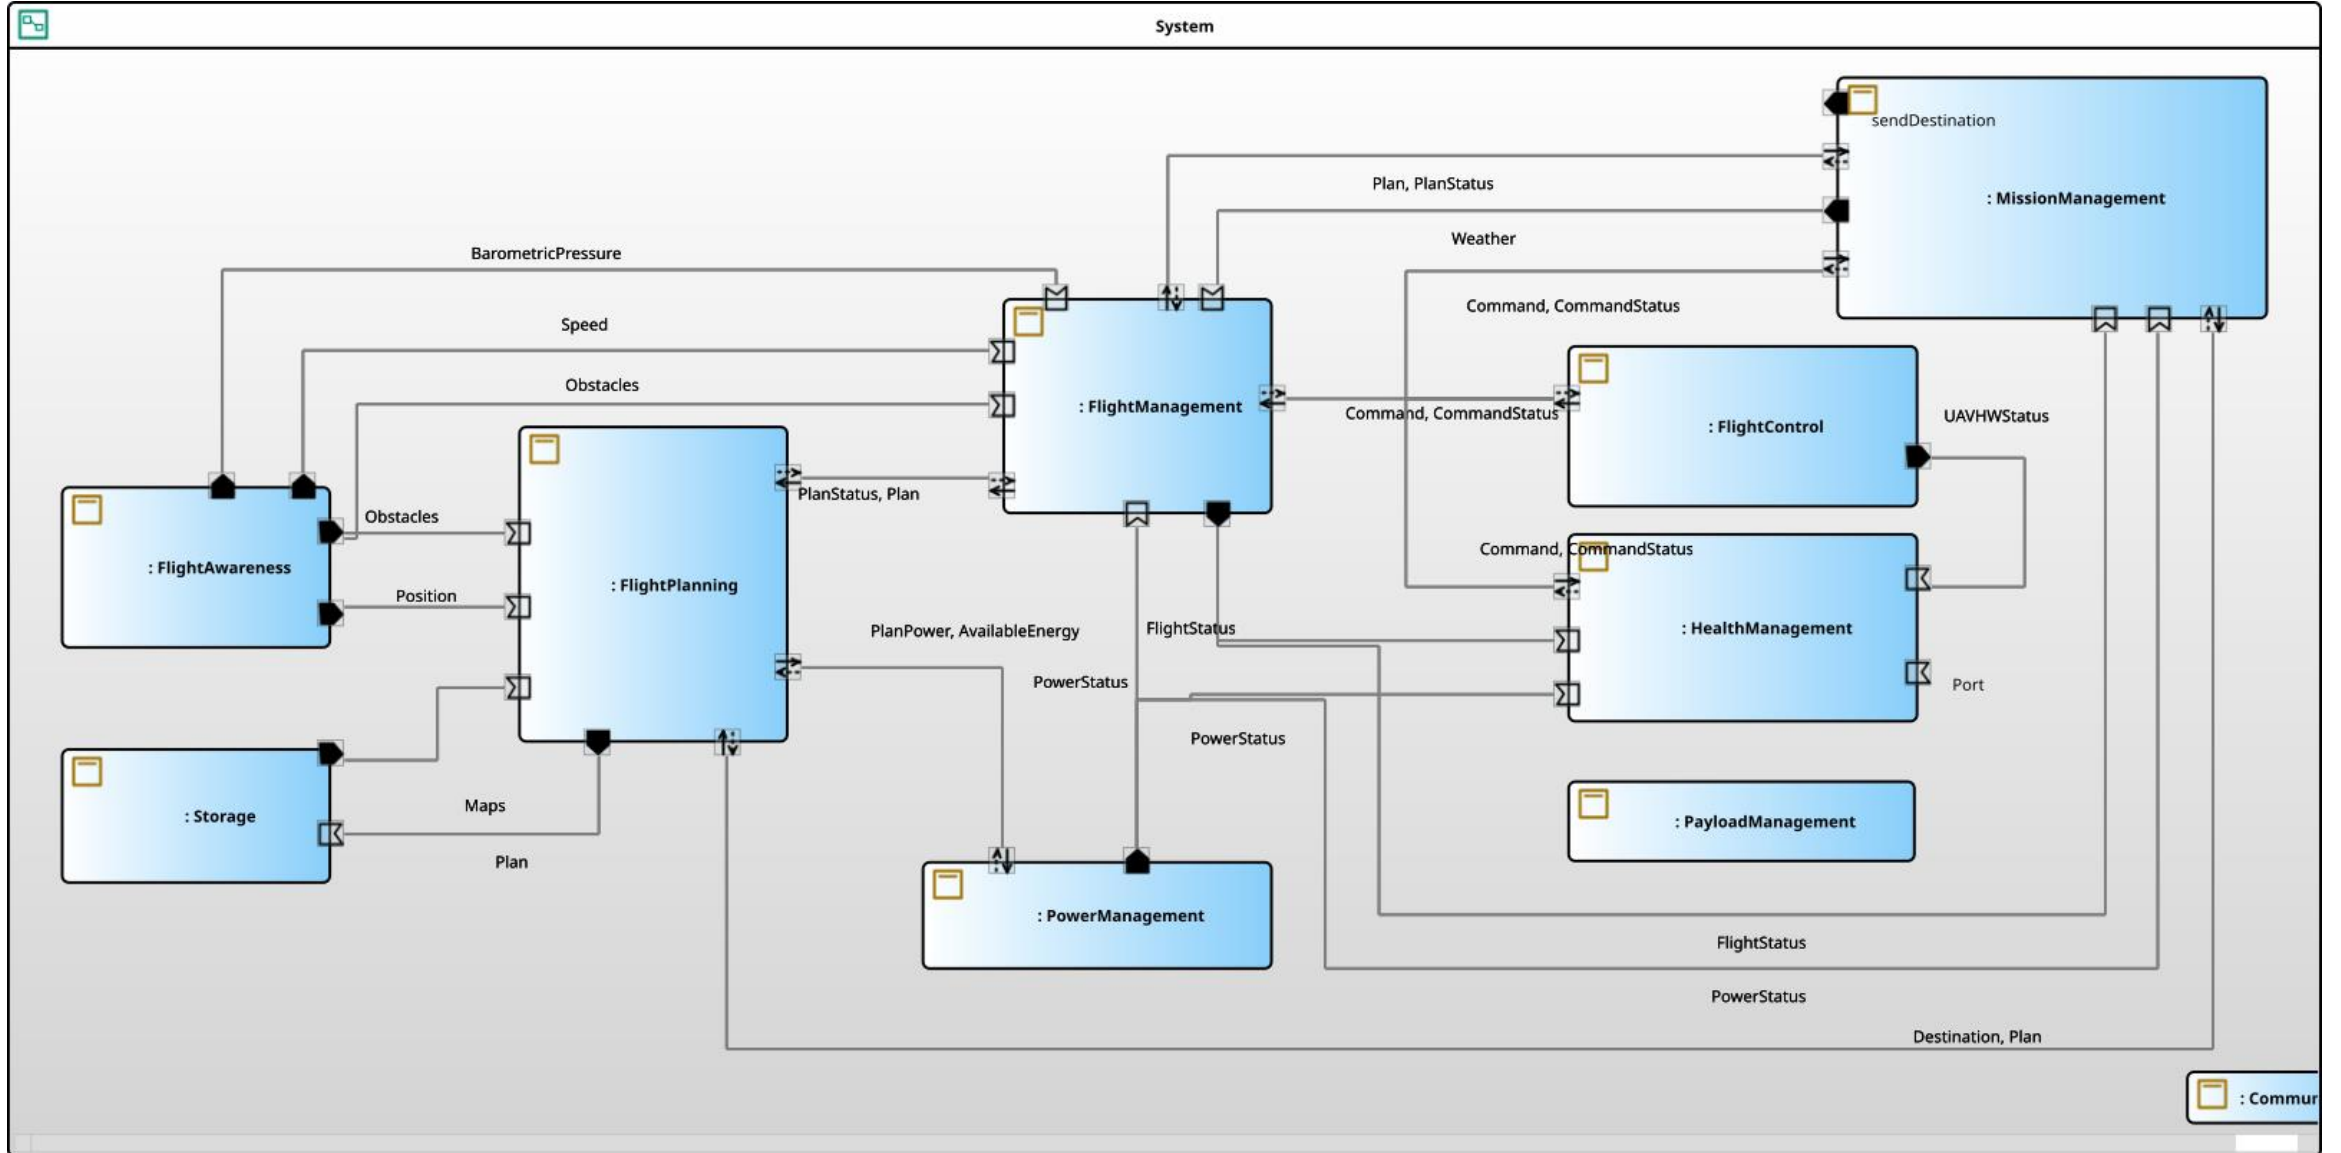 System
sendDestination
Plan, PlanStatus
: MissionManagement
Weather
BarometricPressure
Command, CommandStatus
Speed
Obstacles
: FlightManagement
Command, CommandStatus
UAVHWStatus
: FlightControl
PlanStatus, Plan
Obstacles
Command, CommandStatus
: FlightAwareness
: FlightPlanning
Position
PlanPower, AvailableEnergy
FlightStatus
: HealthManagement
PowerStatus
Port
PowerStatus
Maps
: Storage
: PayloadManagement
Plan
: PowerManagement
FlightStatus
PowerStatus
Destination, Plan
: Commun